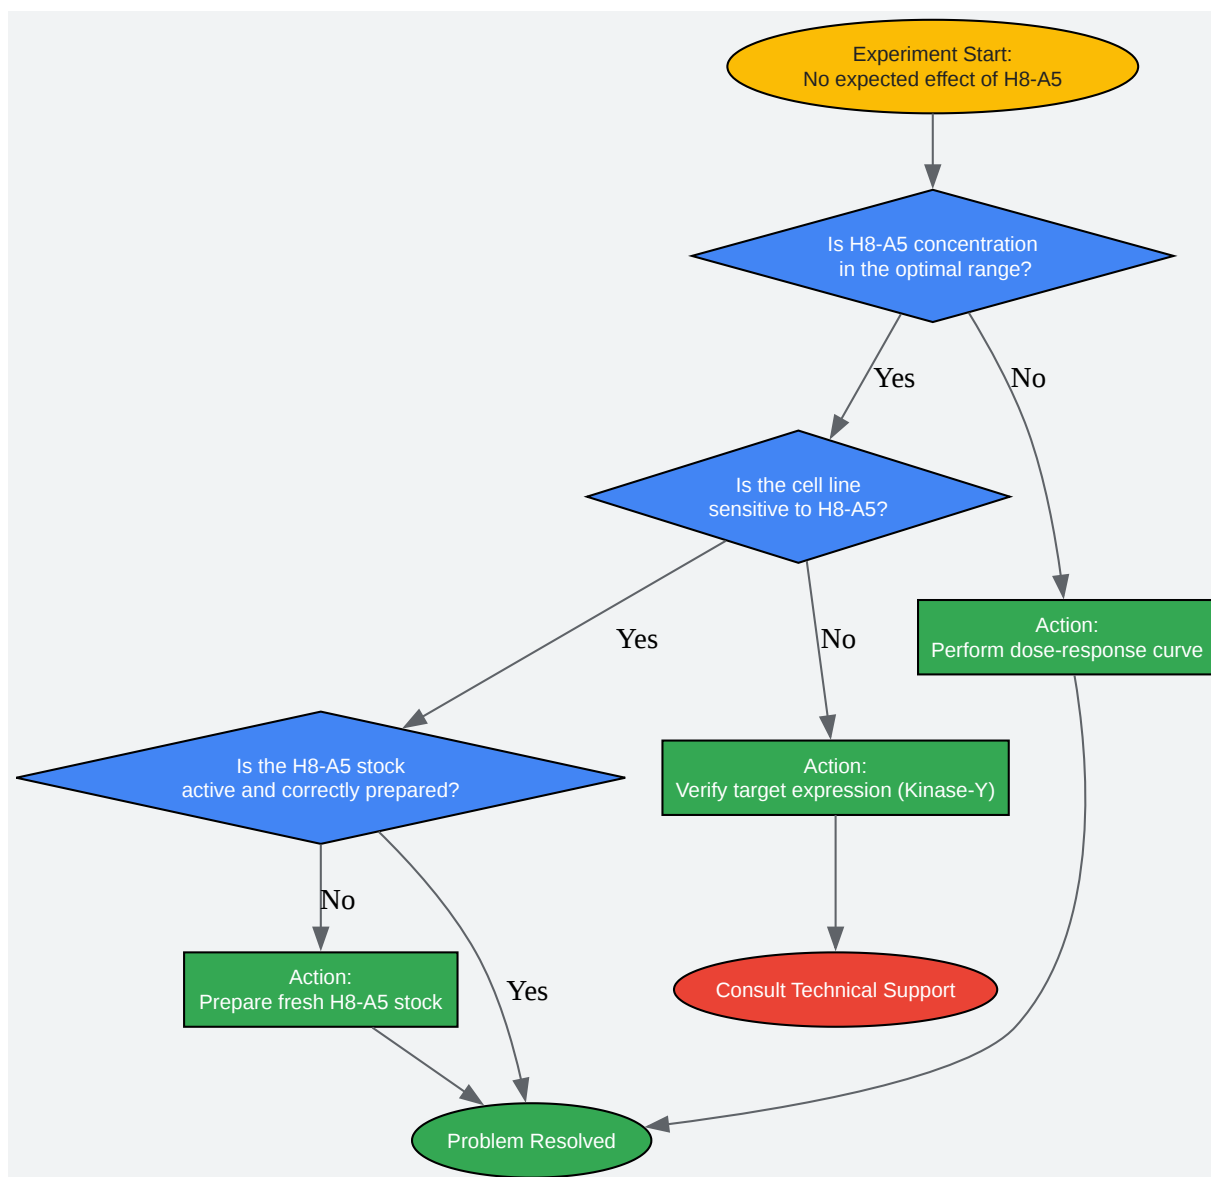 Experiment Start:
No expected effect of H8-A5
Is H8-A5 concentration
in the optimal range?
Yes
No
Is the cell line
sensitive to H8-A5?
Yes
No
Action:
Perform dose-response curve
Is the H8-A5 stock
active and correctly prepared?
Action:
Verify target expression (Kinase-Y)
No
Yes
Action:
Prepare fresh H8-A5 stock
Consult Technical Support
Problem Resolved